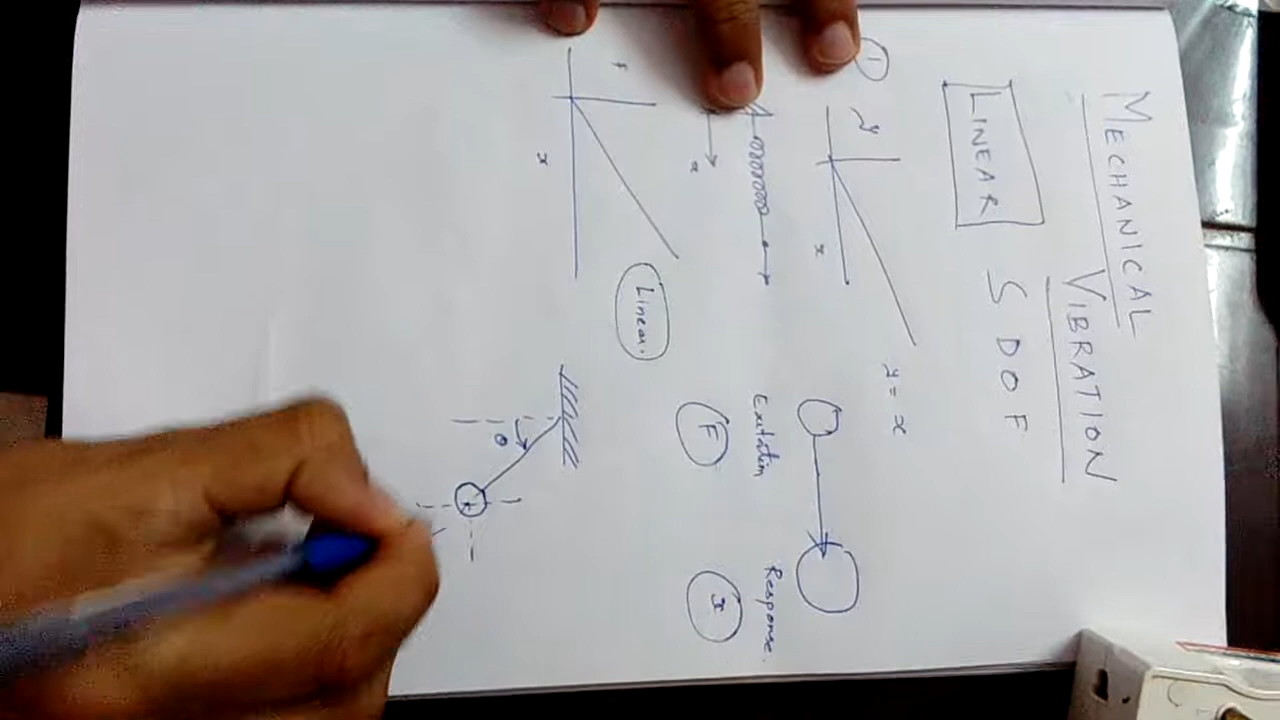 MECHANICAL
VIBRATION
LINEAR SDOF
1
y
x
y = x
x
Excitation Response.
F x
F
x
Linear.
θ